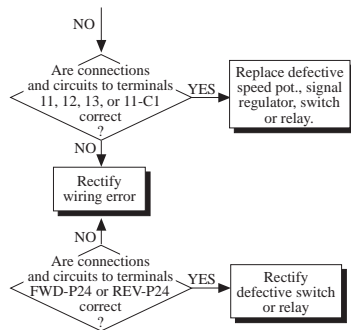 NO
Are connections
and circuits to terminals
11, 12, 13, or 11-C1
correct
?
YES
Replace defective
speed pot., signal
regulator, switch
or relay.
NO
Rectify
wiring error
NO
Are connections
and circuits to terminals
FWD-P24 or REV-P24
correct
?
YES
Rectify
defective switch
or relay